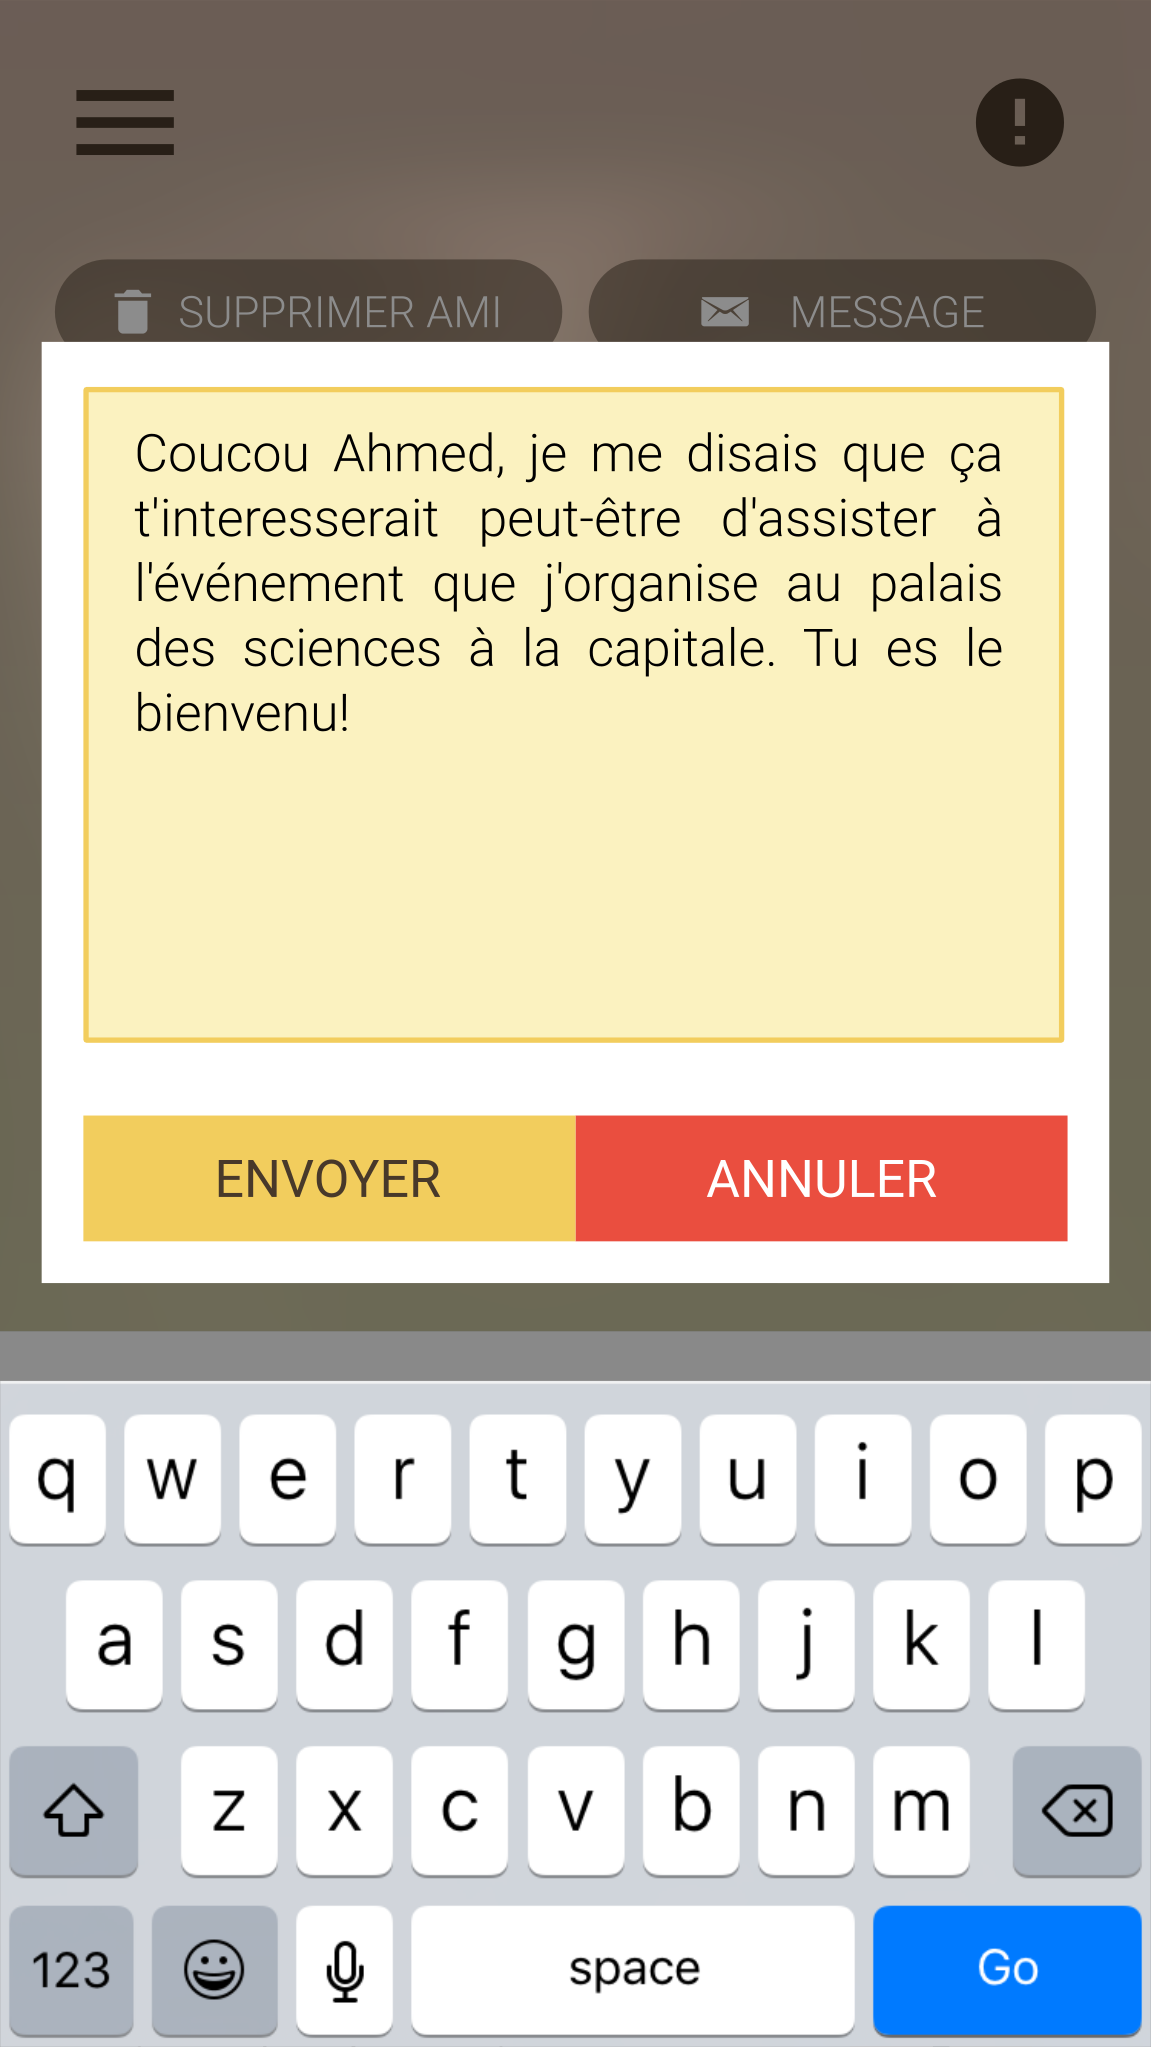 SUPPRIMER AMI
MESSAGE
Coucou Ahmed, je me disais que ça
t'interesserait peut-être d'assister à
l'événement que j'organise au palais
des sciences à la capitale. Tu es le
bienvenu!
ENVOYER
ANNULER
q w e r t y u i o p
a s d f g h j k l
z x c v b n m
123 space Go